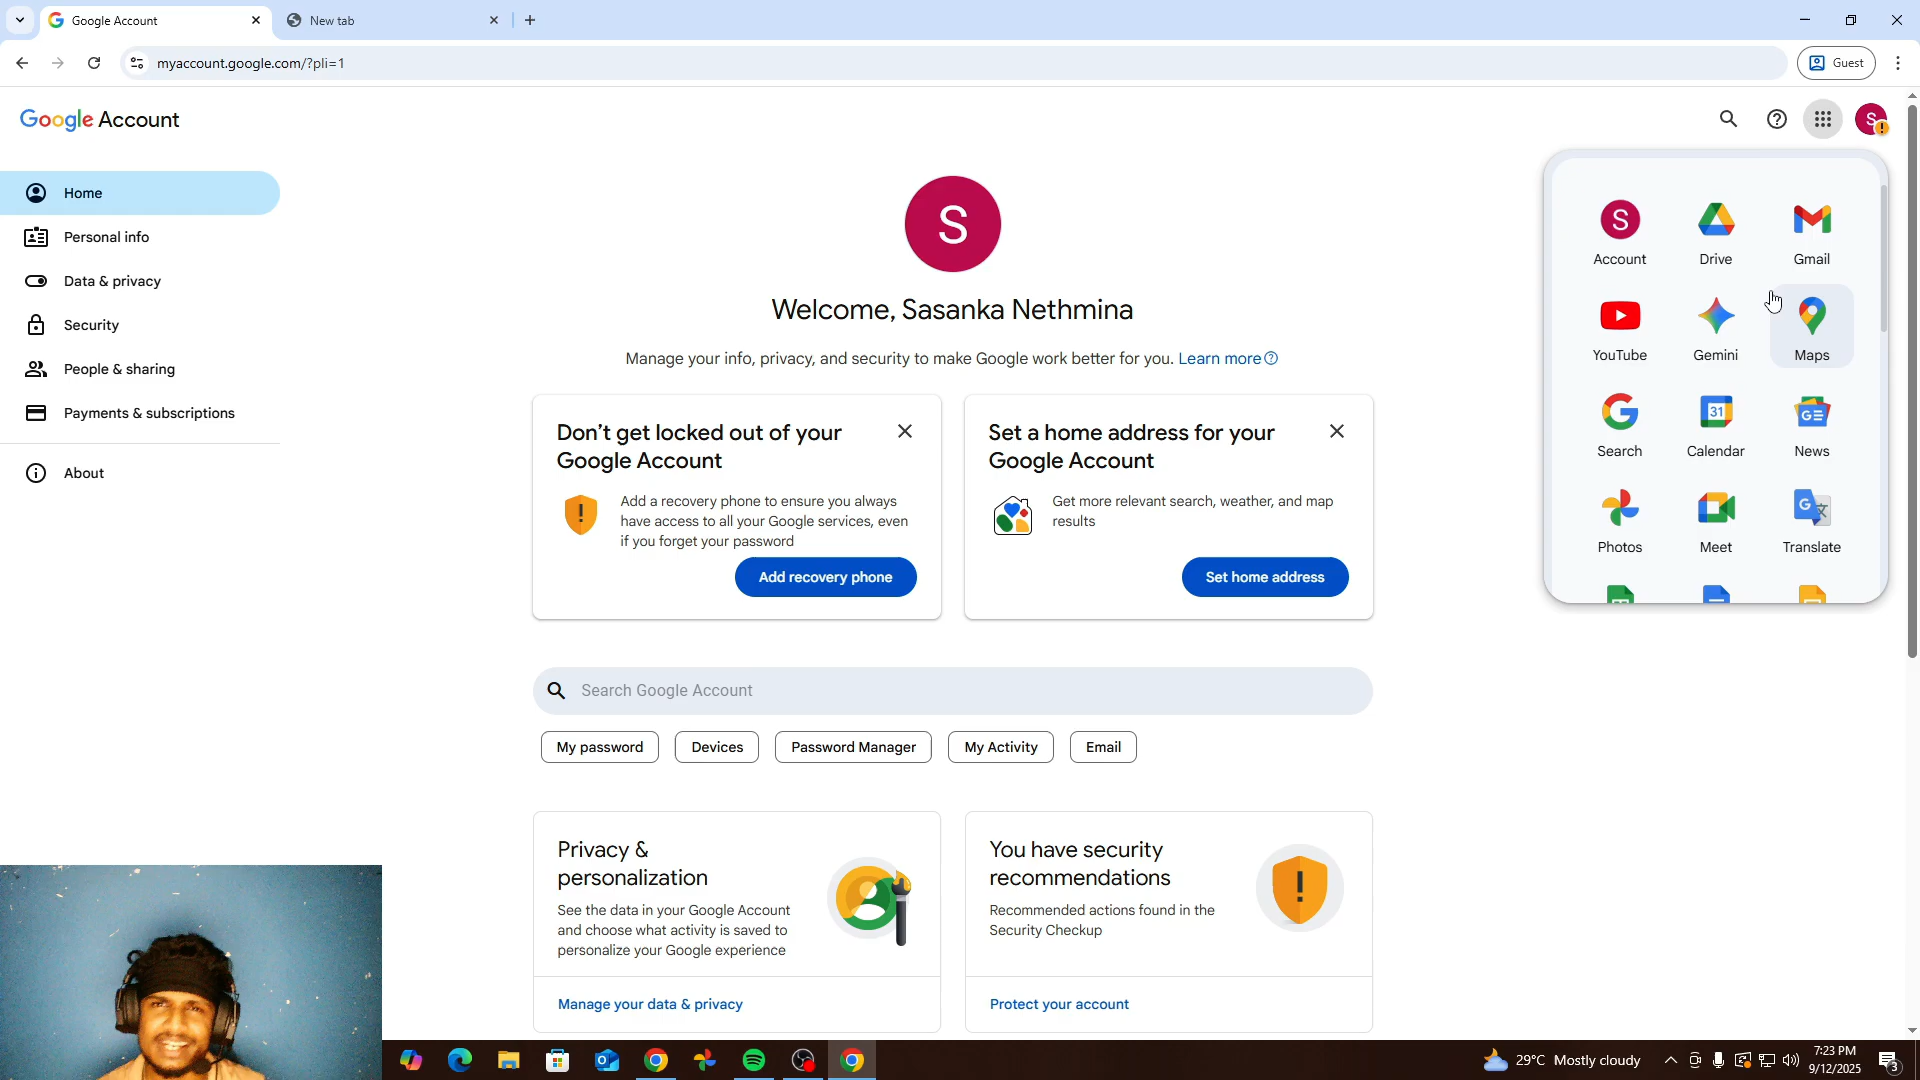 Google Account
New tab
myaccount.google.com/?pli=1
Guest
Google Account
S
Home
Personal info
Data & privacy
Security
People & sharing
Payments & subscriptions
About
S
Welcome, Sasanka Nethmina
Manage your info, privacy, and security to make Google work better for you. Learn more
Don’t get locked out of your
Google Account
Add a recovery phone to ensure you always
have access to all your Google services, even
if you forget your password
Add recovery phone
Set a home address for your
Google Account
Get more relevant search, weather, and map
results
Set home address
Search Google Account
My password
Devices
Password Manager
My Activity
Email
Privacy &
personalization
See the data in your Google Account
and choose what activity is saved to
personalize your Google experience
Manage your data & privacy
You have security
recommendations
Recommended actions found in the
Security Checkup
Protect your account
S
Account
Drive
Gmail
YouTube
Gemini
Maps
Search
31
Calendar
News
Photos
Meet
Translate
29°C Mostly cloudy
7:23 PM
9/12/2025
3